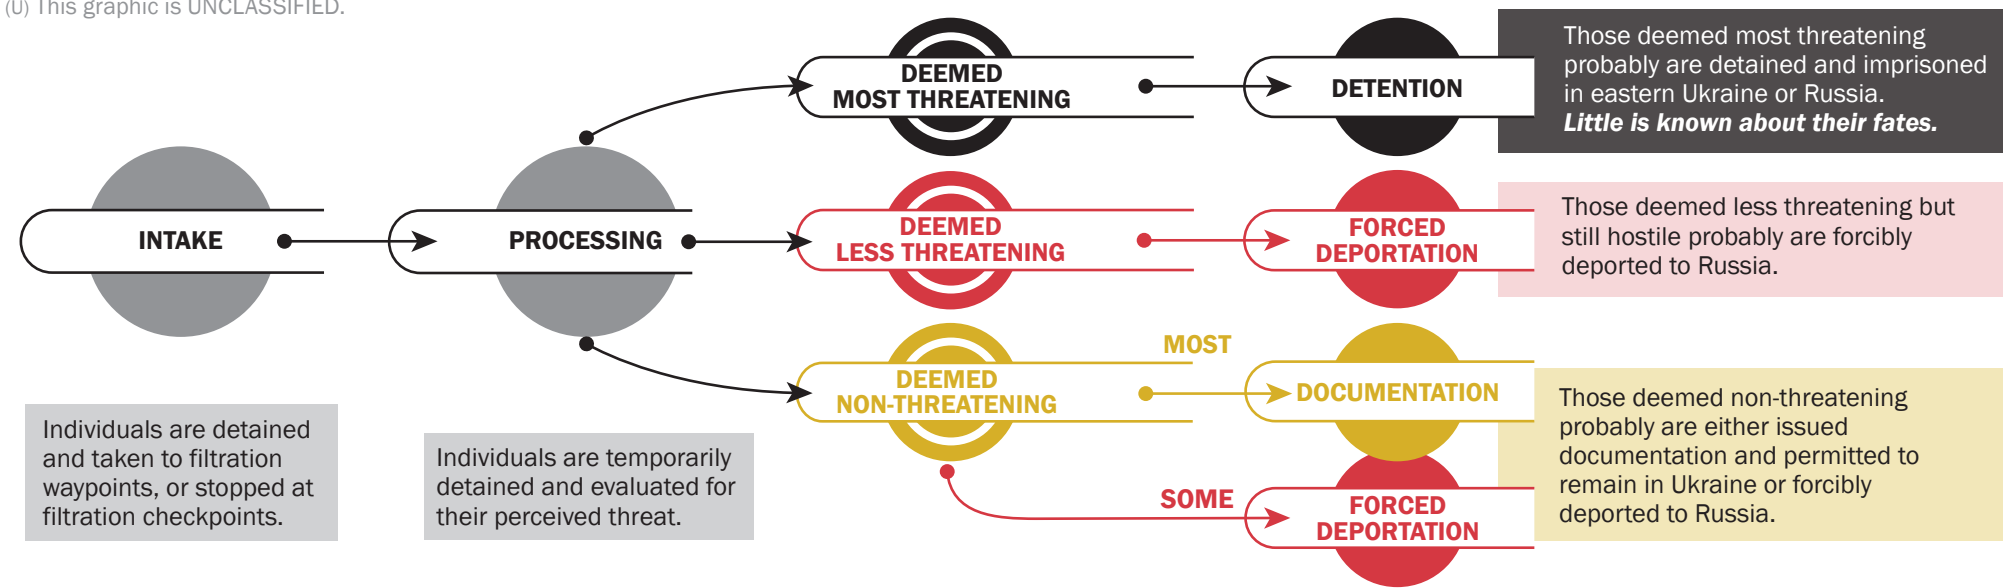 (U) This graphic is UNCLASSIFIED.
INTAKE
Individuals are detained
and taken to filtration
waypoints, or stopped at
filtration checkpoints.
PROCESSING
Individuals are temporarily
detained and evaluated for
their perceived threat.
DEEMED
MOST THREATENING
DETENTION
Those deemed most threatening
probably are detained and imprisoned
in eastern Ukraine or Russia.
Little is known about their fates.
DEEMED
LESS THREATENING
FORCED
DEPORTATION
Those deemed less threatening but
still hostile probably are forcibly
deported to Russia.
DEEMED
NON-THREATENING
MOST
DOCUMENTATION
SOME
FORCED
DEPORTATION
Those deemed non-threatening
probably are either issued
documentation and permitted to
remain in Ukraine or forcibly
deported to Russia.